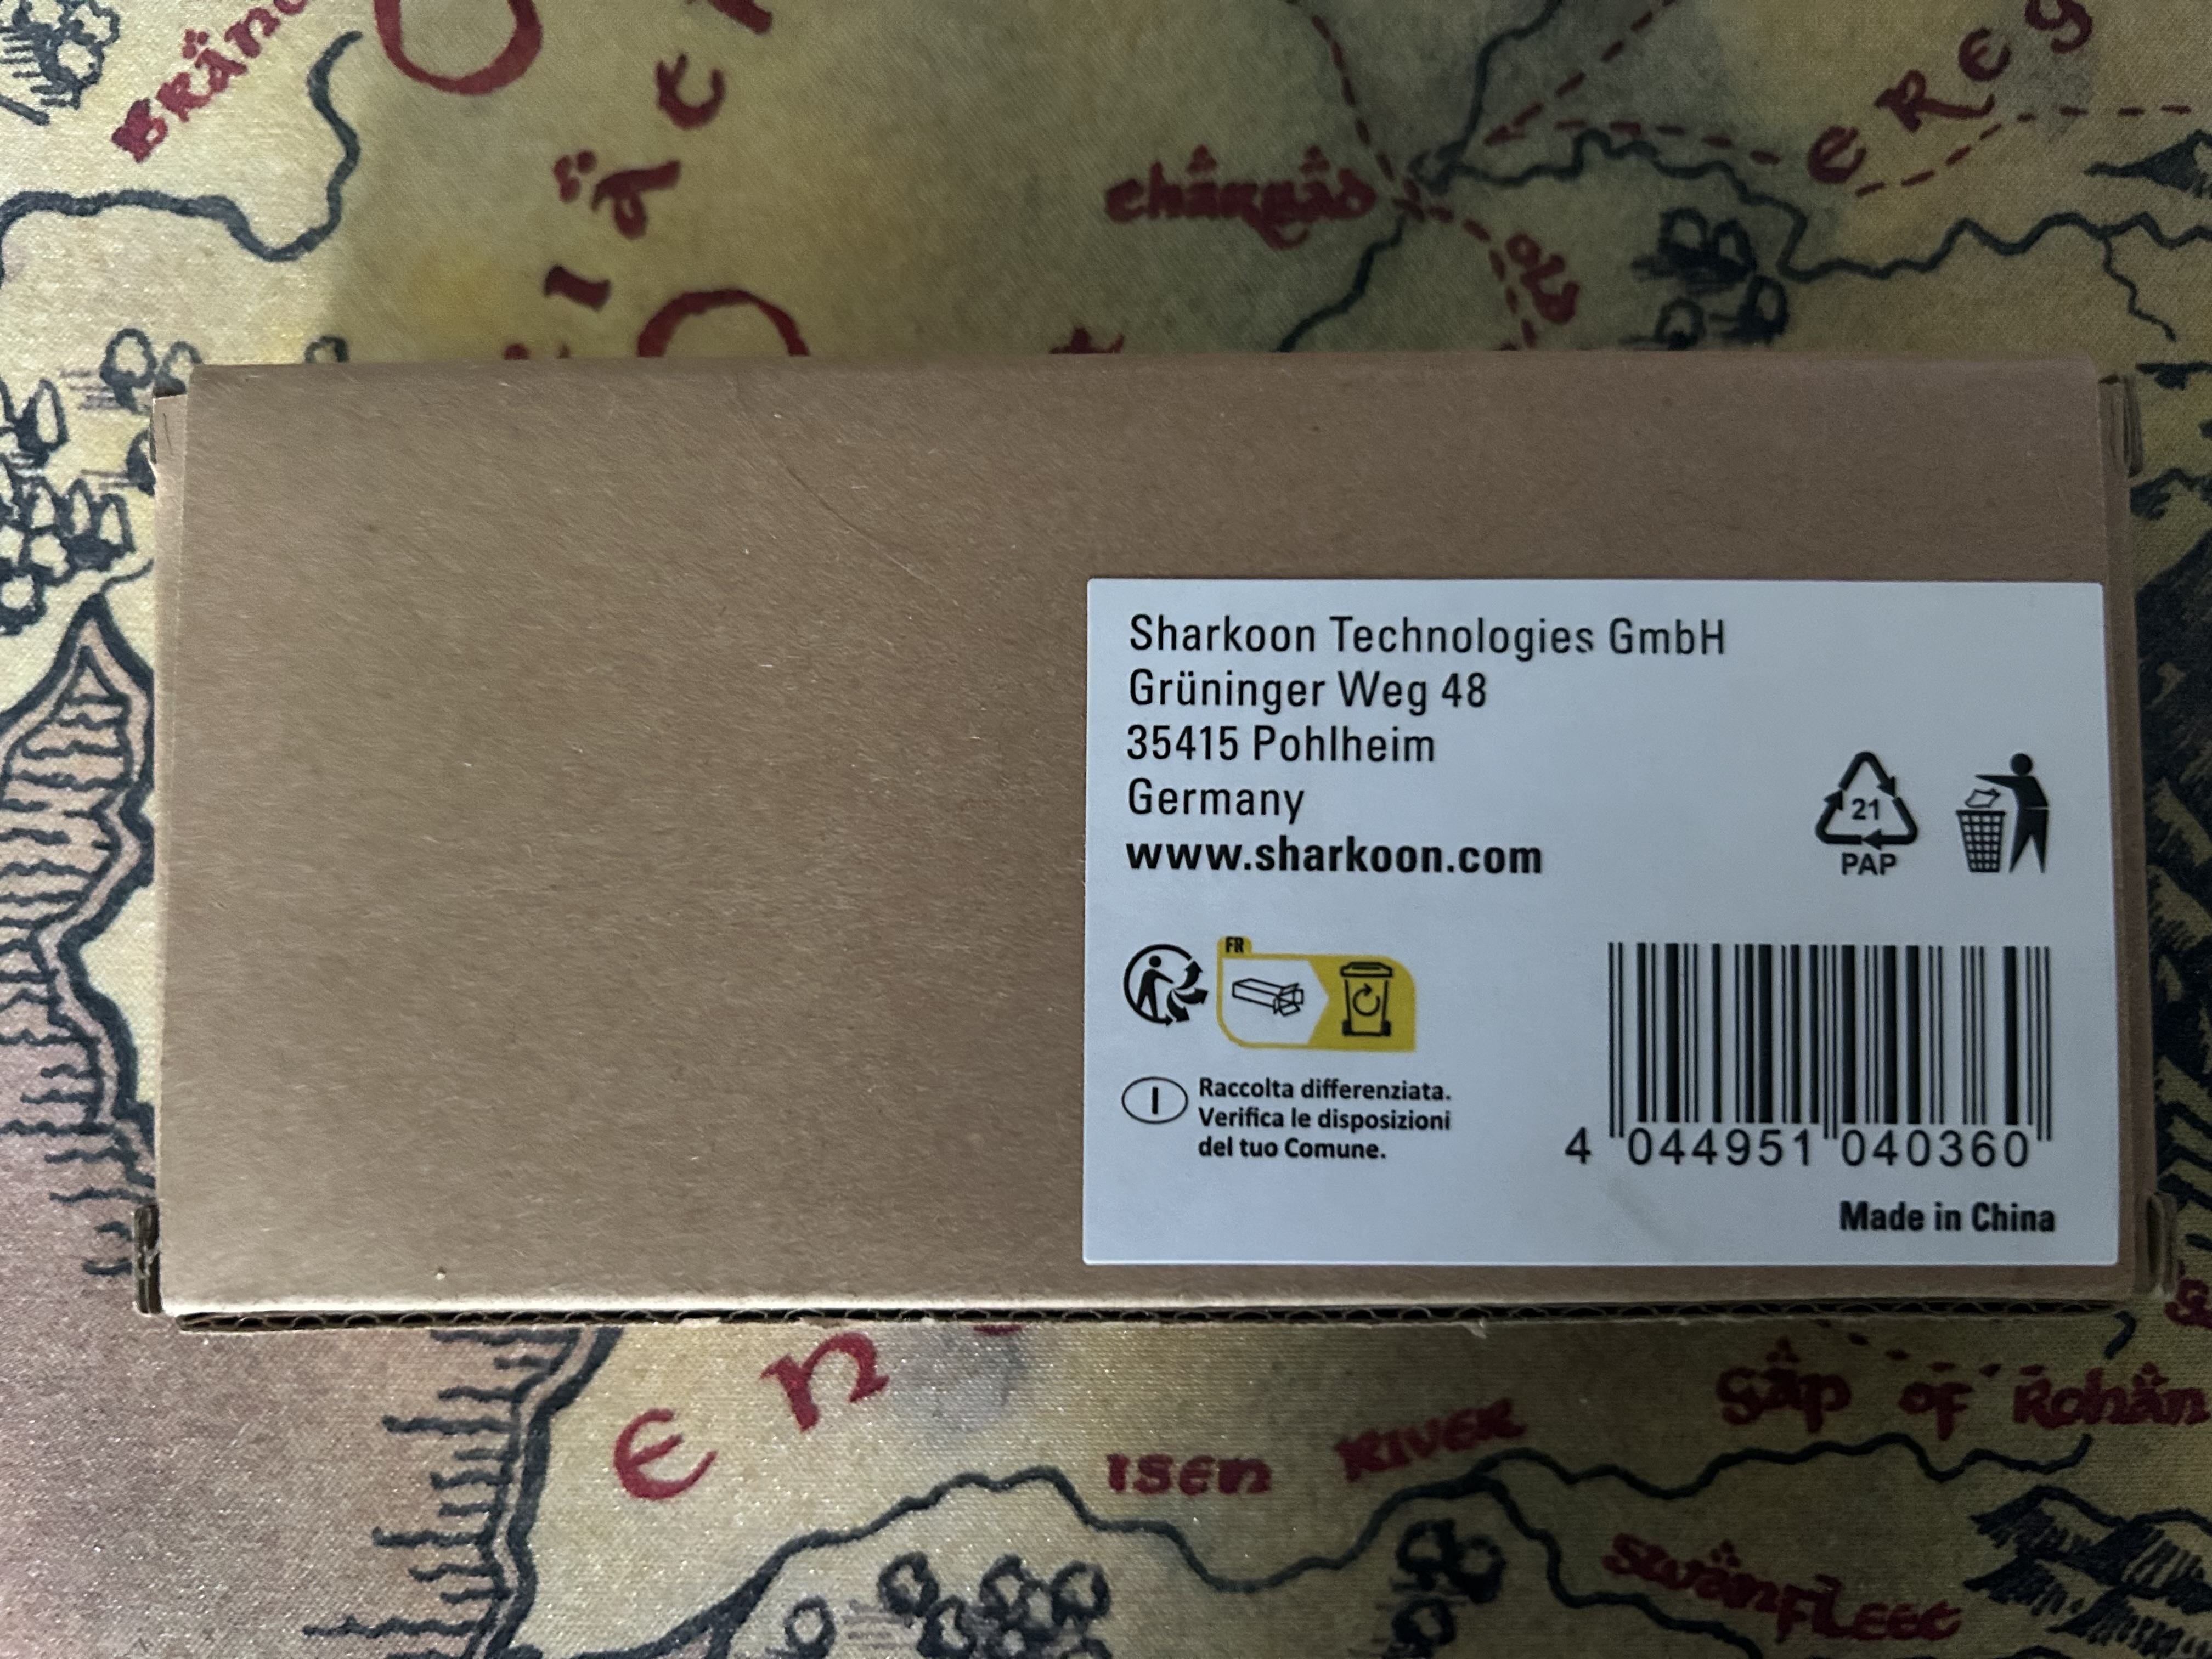 ISEN RIVER
Gap of Rohan
Swanfleet
Sharkoon Technologies GmbH
Grüninger Weg 48
35415 Pohlheim
Germany
www.sharkoon.com
21
PAP
FR
I
Raccolta differenziata.
Verifica le disposizioni
del tuo Comune.
4 044951 040360
Made in China